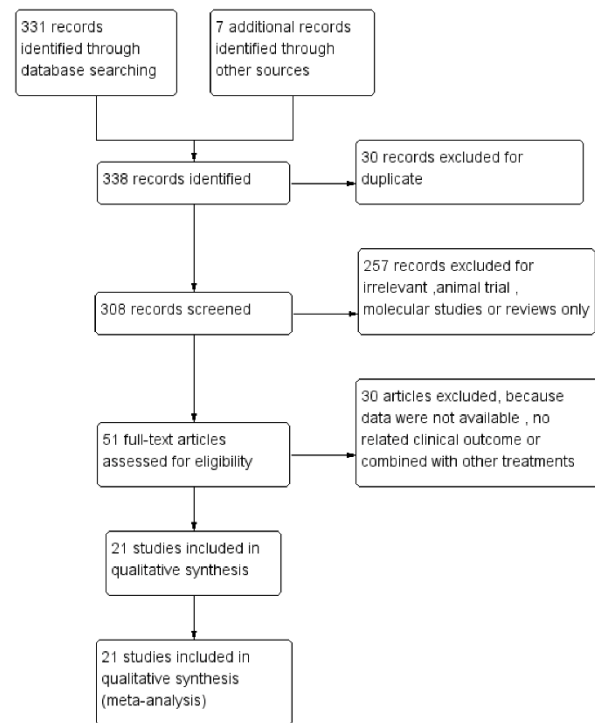 331 records
identified through
database searching
7 additional records
identified through
other sources
338 records identified
30 records excluded for
duplicate
308 records screened
257 records excluded for
irrelevant ,animal trial ,
molecular studies or reviews only
51 full-text articles
assessed for eligibility
30 articles excluded, because
data were not available , no
related clinical outcome or
combined with other treatments
21 studies included in
qualitative synthesis
21 studies included in
qualitative synthesis
(meta-analysis)